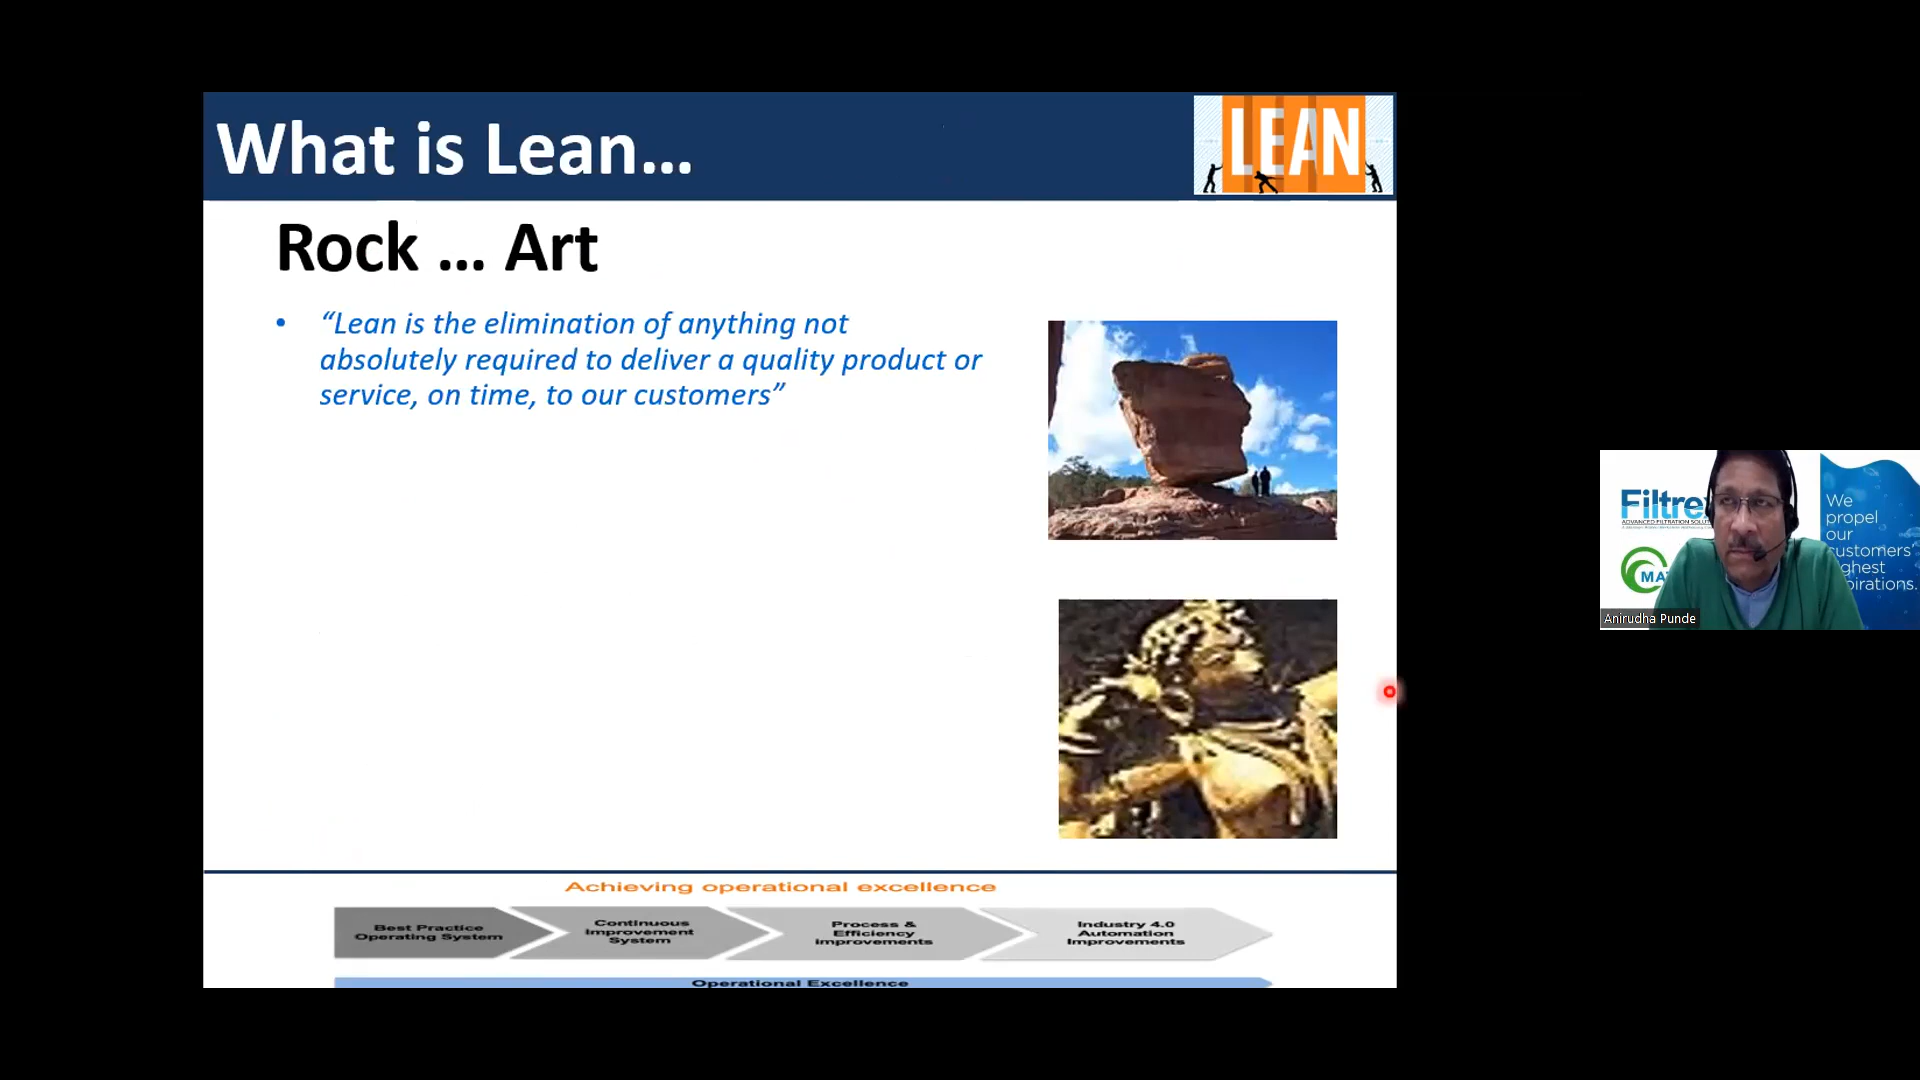 What is Lean...
LEAN
Rock ... Art
• “Lean is the elimination of anything not
absolutely required to deliver a quality product or
service, on time, to our customers”
Achieving operational excellence
Best Practice
Operating System
Continuous
Improvement
System
Process &
Efficiency
improvements
Industry 4.0
Automation
Improvements
Operational Excellence
We
propel
our
customers’
Anirudha Punde